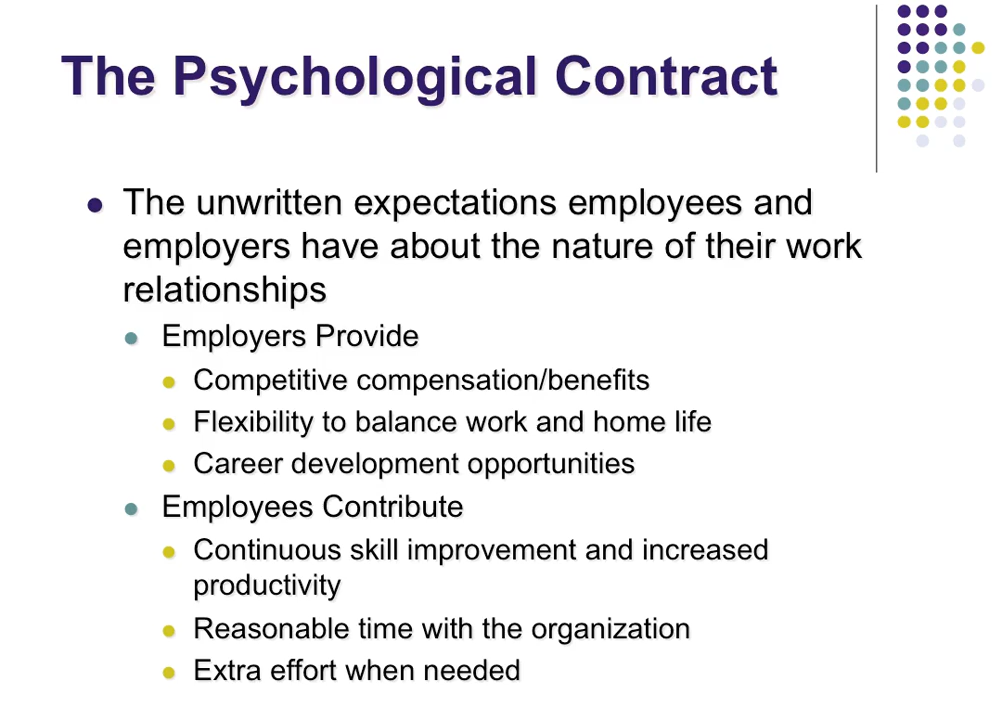 The Psychological Contract
The unwritten expectations employees and
employers have about the nature of their work
relationships
Employers Provide
Competitive compensation/benefits
Flexibility to balance work and home life
Career development opportunities
Employees Contribute
Continuous skill improvement and increased
productivity
Reasonable time with the organization
Extra effort when needed